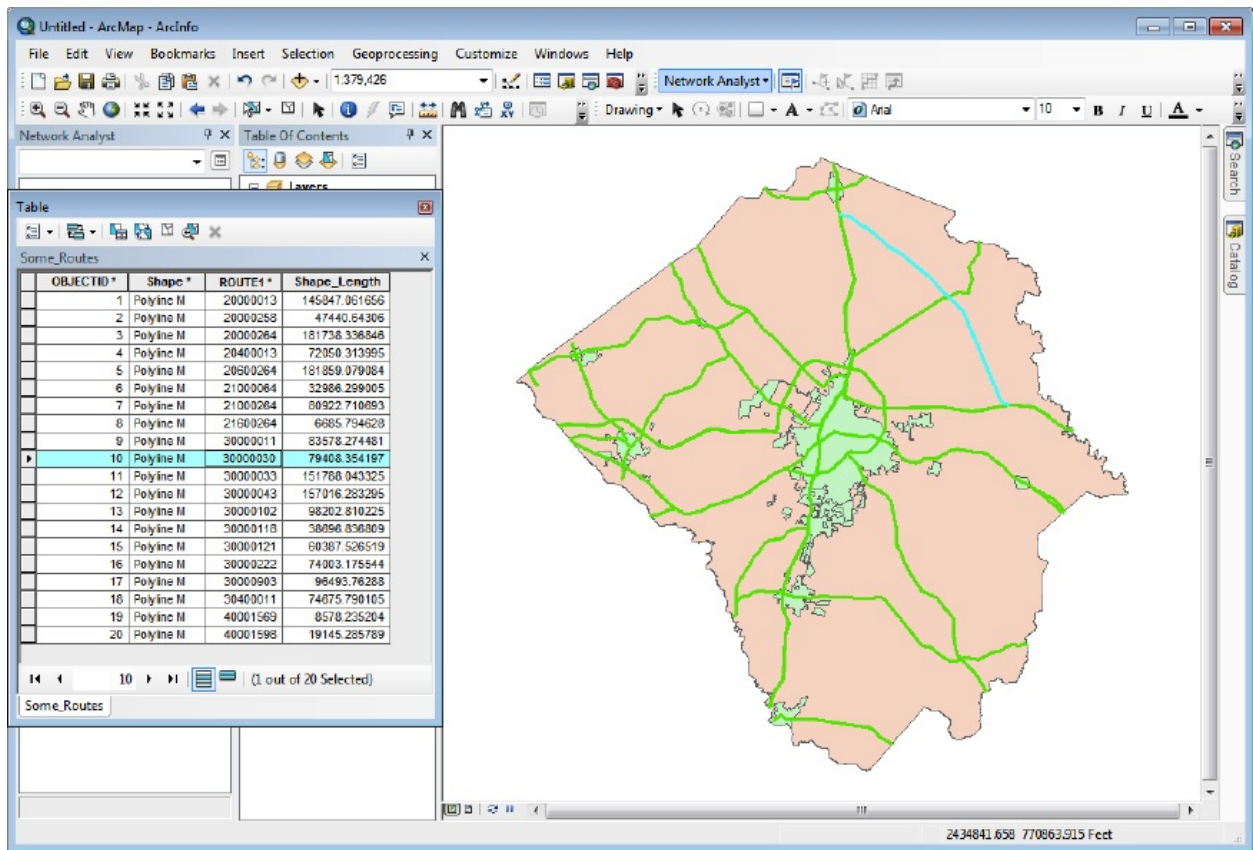 Untitled - ArcMap - ArcInfo
File Edit View Bookmarks Insert Selection Geoprocessing Customize Windows Help
1:379,426 Network Analyst
Drawing A Arial 10 B I U A
Network Analyst Table Of Contents
Layers
Search
Catalog
Table
Some_Routes
OBJECTID * Shape * ROUTE1 * Shape_Length
1 Polyline M 20000013 145847.061656
2 Polyline M 20000258 47440.64306
3 Polyline M 20000264 181738.336846
4 Polyline M 20400013 72050.313995
5 Polyline M 20600264 181859.079084
6 Polyline M 21000064 32986.299005
7 Polyline M 21000264 80922.710693
8 Polyline M 21600264 6685.794628
9 Polyline M 30000011 83578.274481
10 Polyline M 30000030 79408.354197
11 Polyline M 30000033 151788.043325
12 Polyline M 30000043 157016.283295
13 Polyline M 30000102 98202.810225
14 Polyline M 30000118 38696.836809
15 Polyline M 30000121 60387.526519
16 Polyline M 30000222 74003.175544
17 Polyline M 30000903 96493.76288
18 Polyline M 30400011 74675.790105
19 Polyline M 40001569 8578.235204
20 Polyline M 40001598 19145.285789
10 (1 out of 20 Selected)
Some_Routes
2434841.658 770863.915 Feet